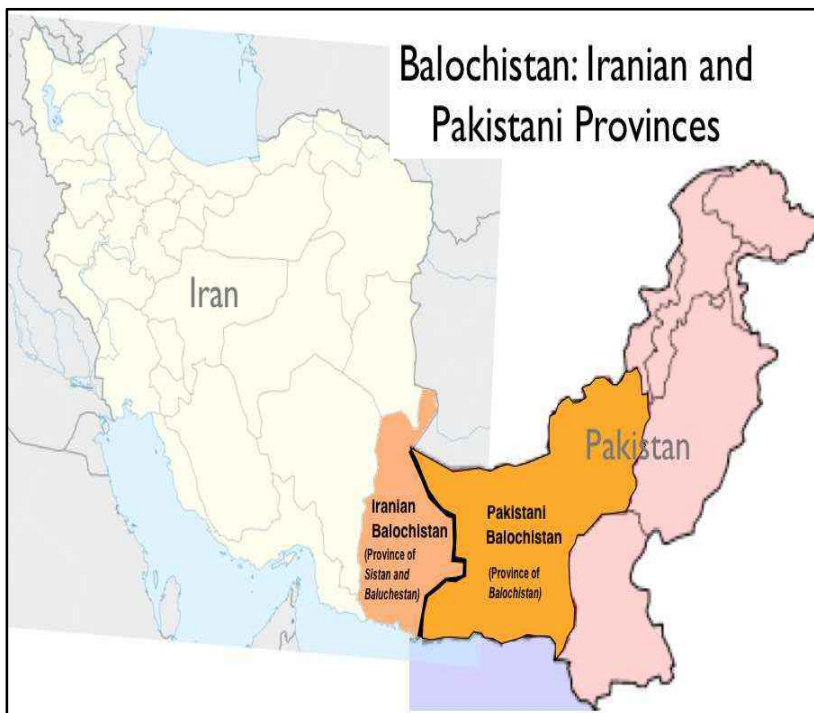 Balochistan: Iranian and
Pakistani Provinces
Iran
Pakistan
Iranian
Balochistan
(Province of
Sistan and
Baluchestan)
Pakistani
Balochistan
(Province of
Balochistan)